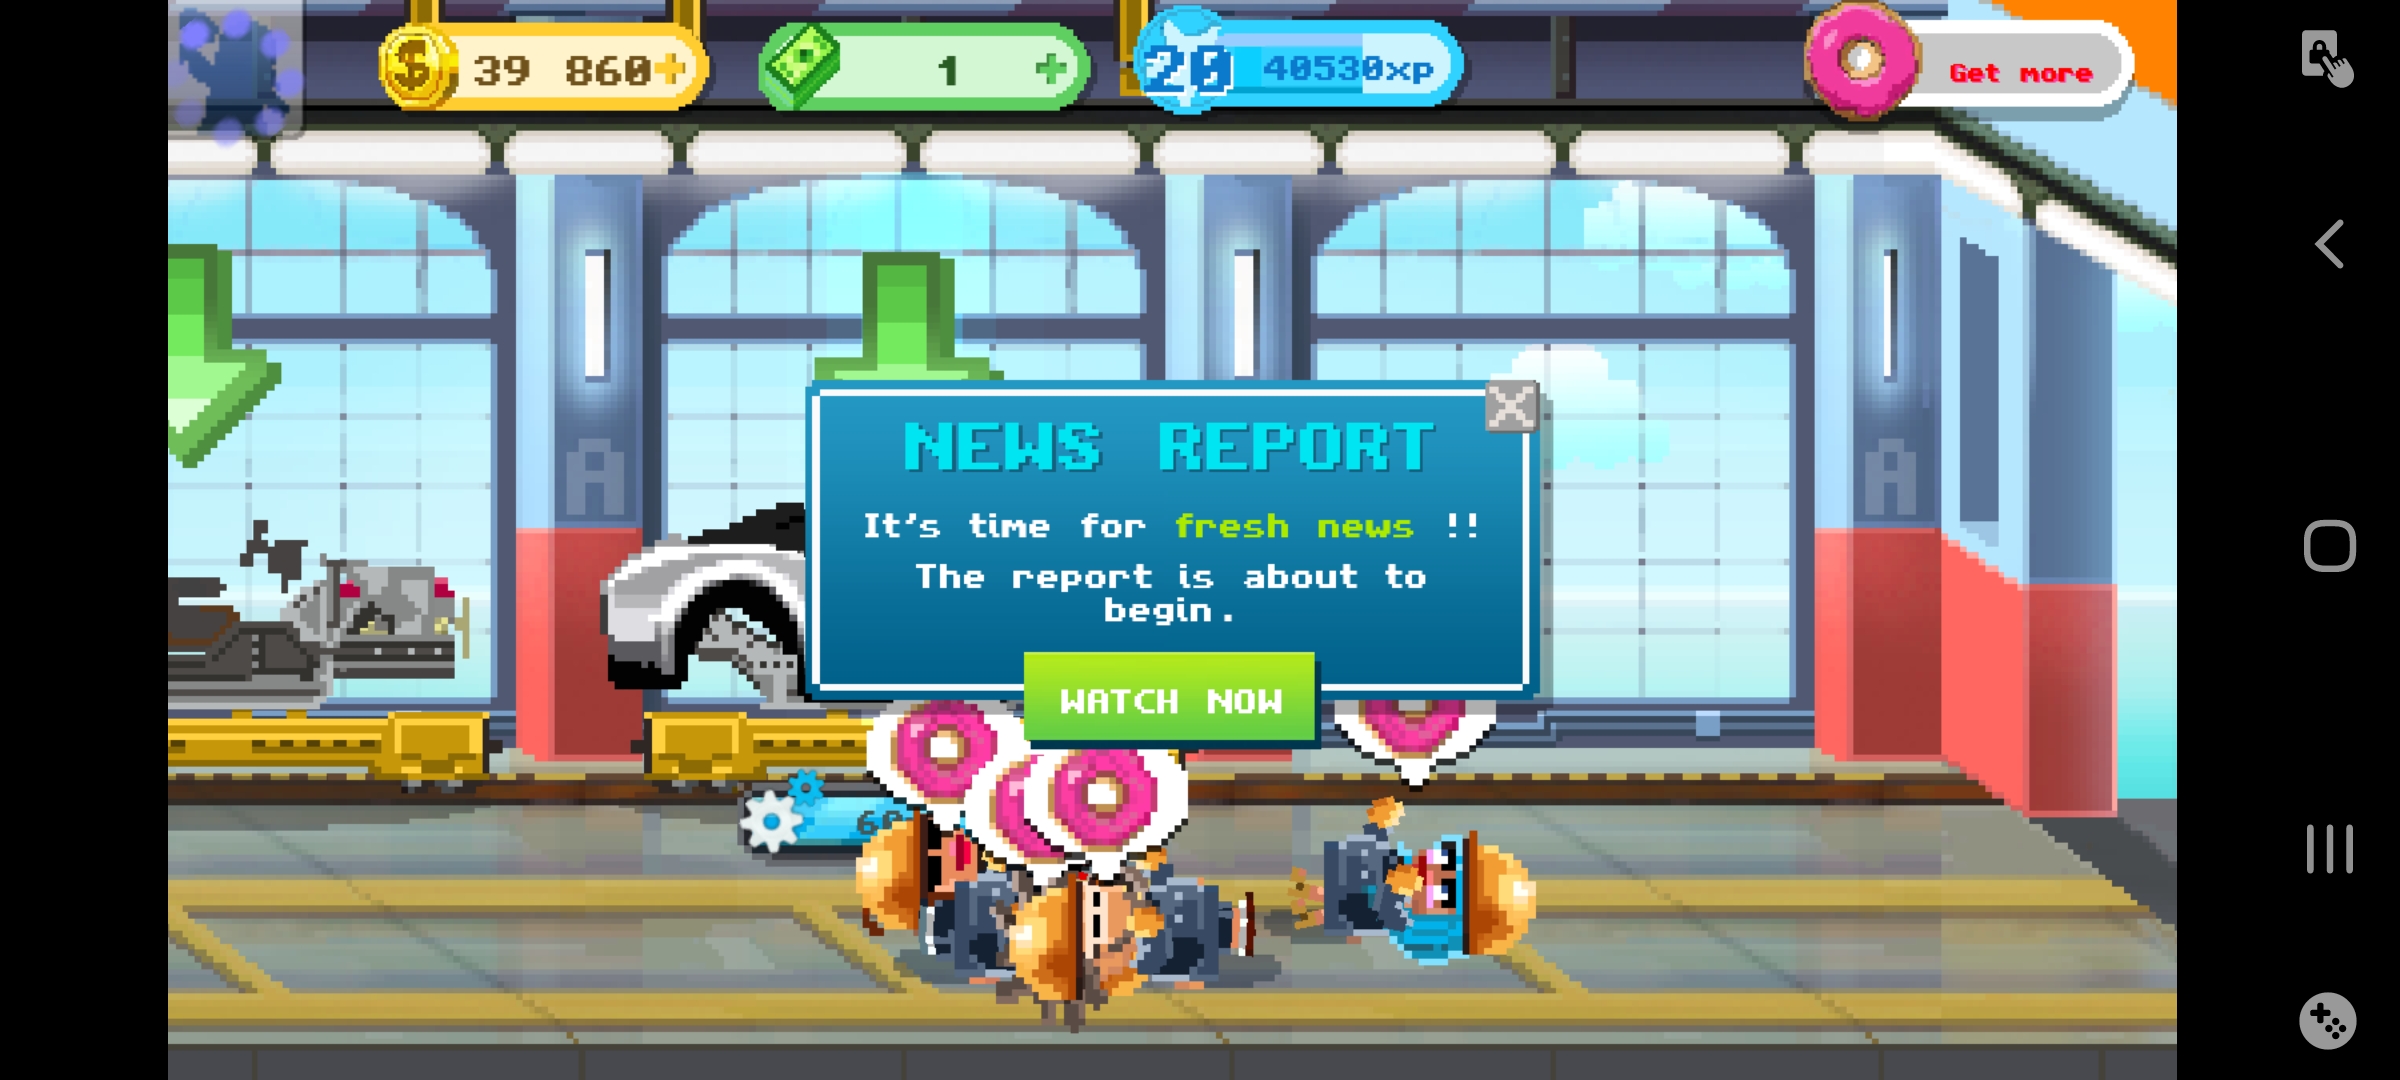 39 860
1
20 40530xp
Get more
A
A
NEWS REPORT
It's time for fresh news !!
The report is about to
begin.
WATCH NOW